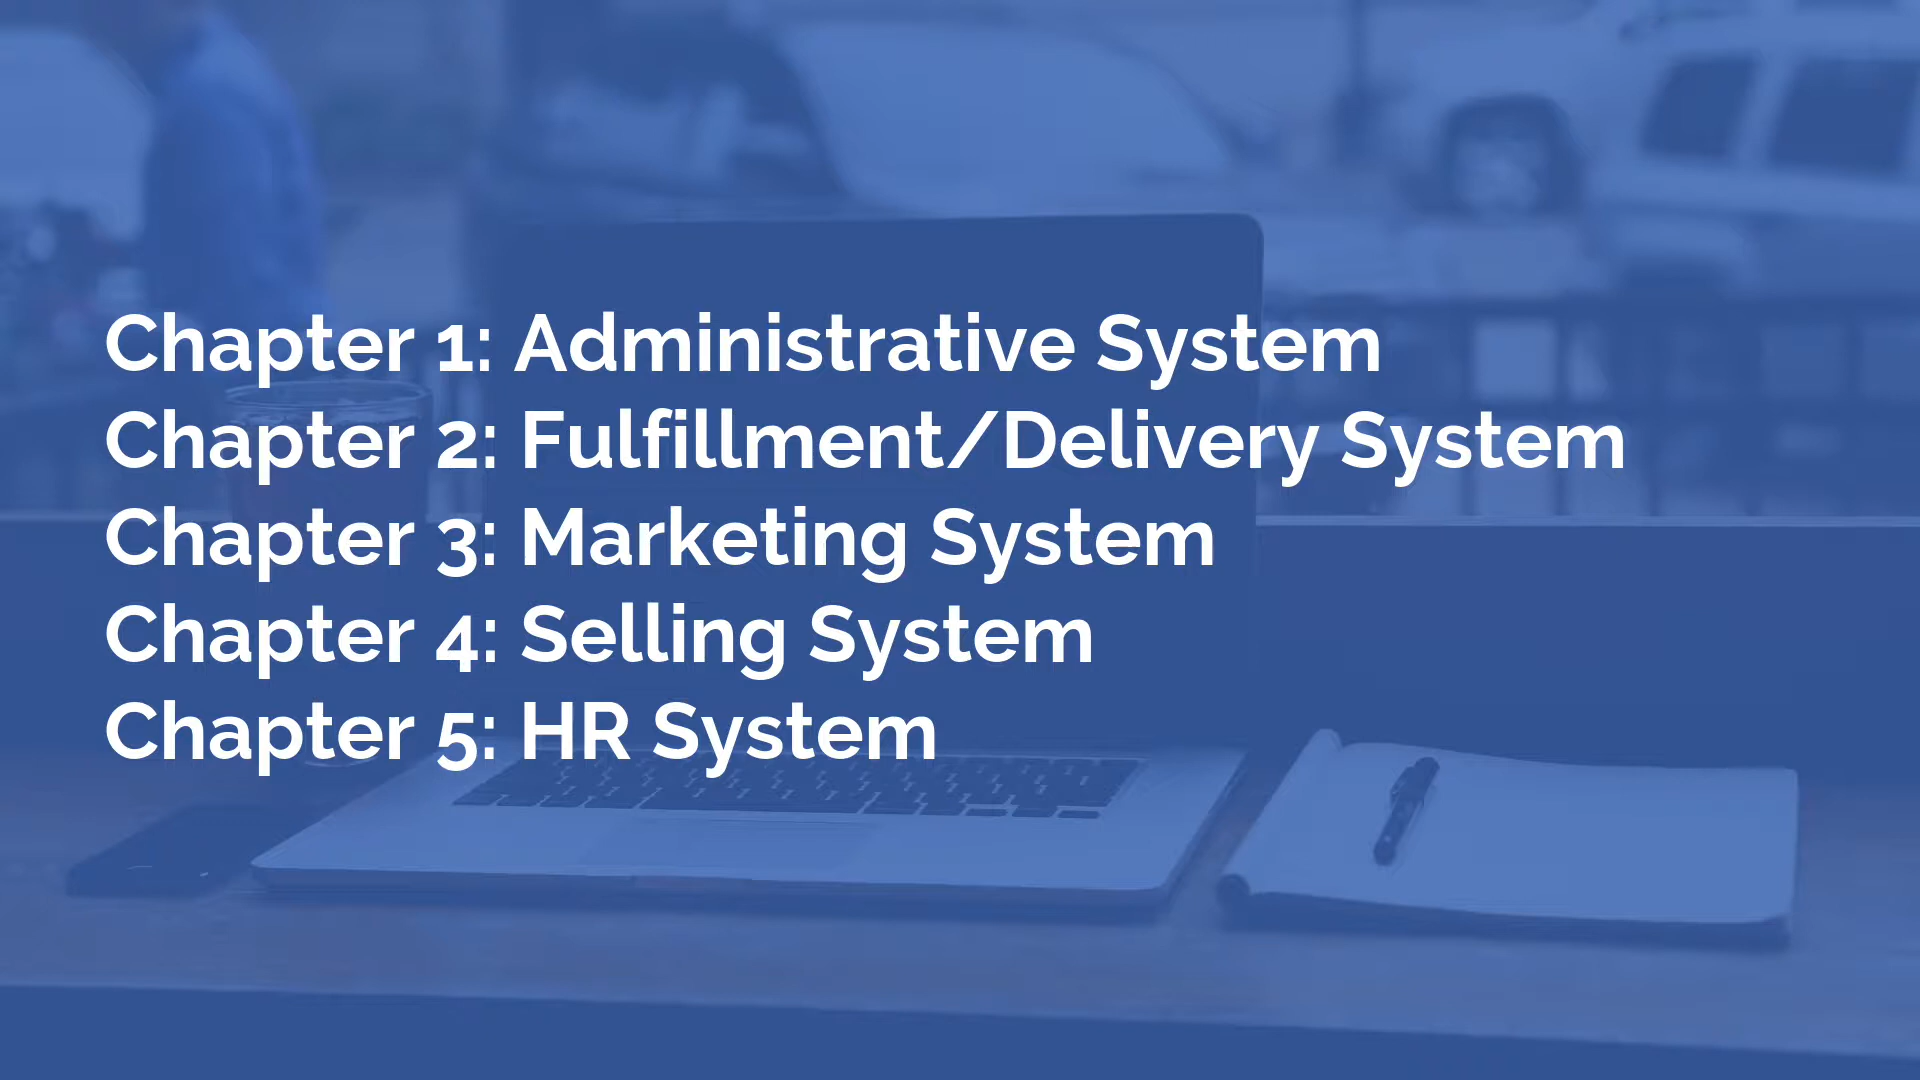 Chapter 1: Administrative System
Chapter 2: Fulfillment/Delivery System
Chapter 3: Marketing System
Chapter 4: Selling System
Chapter 5: HR System